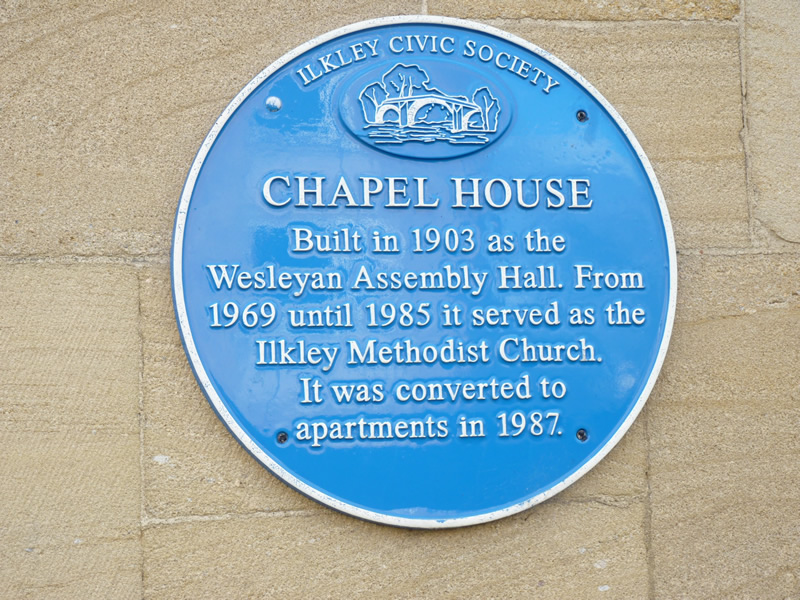 ILKLEY CIVIC SOCIETY
CHAPEL HOUSE
Built in 1903 as the
Wesleyan Assembly Hall. From
1969 until 1985 it served as the
Ilkley Methodist Church.
It was converted to
apartments in 1987.